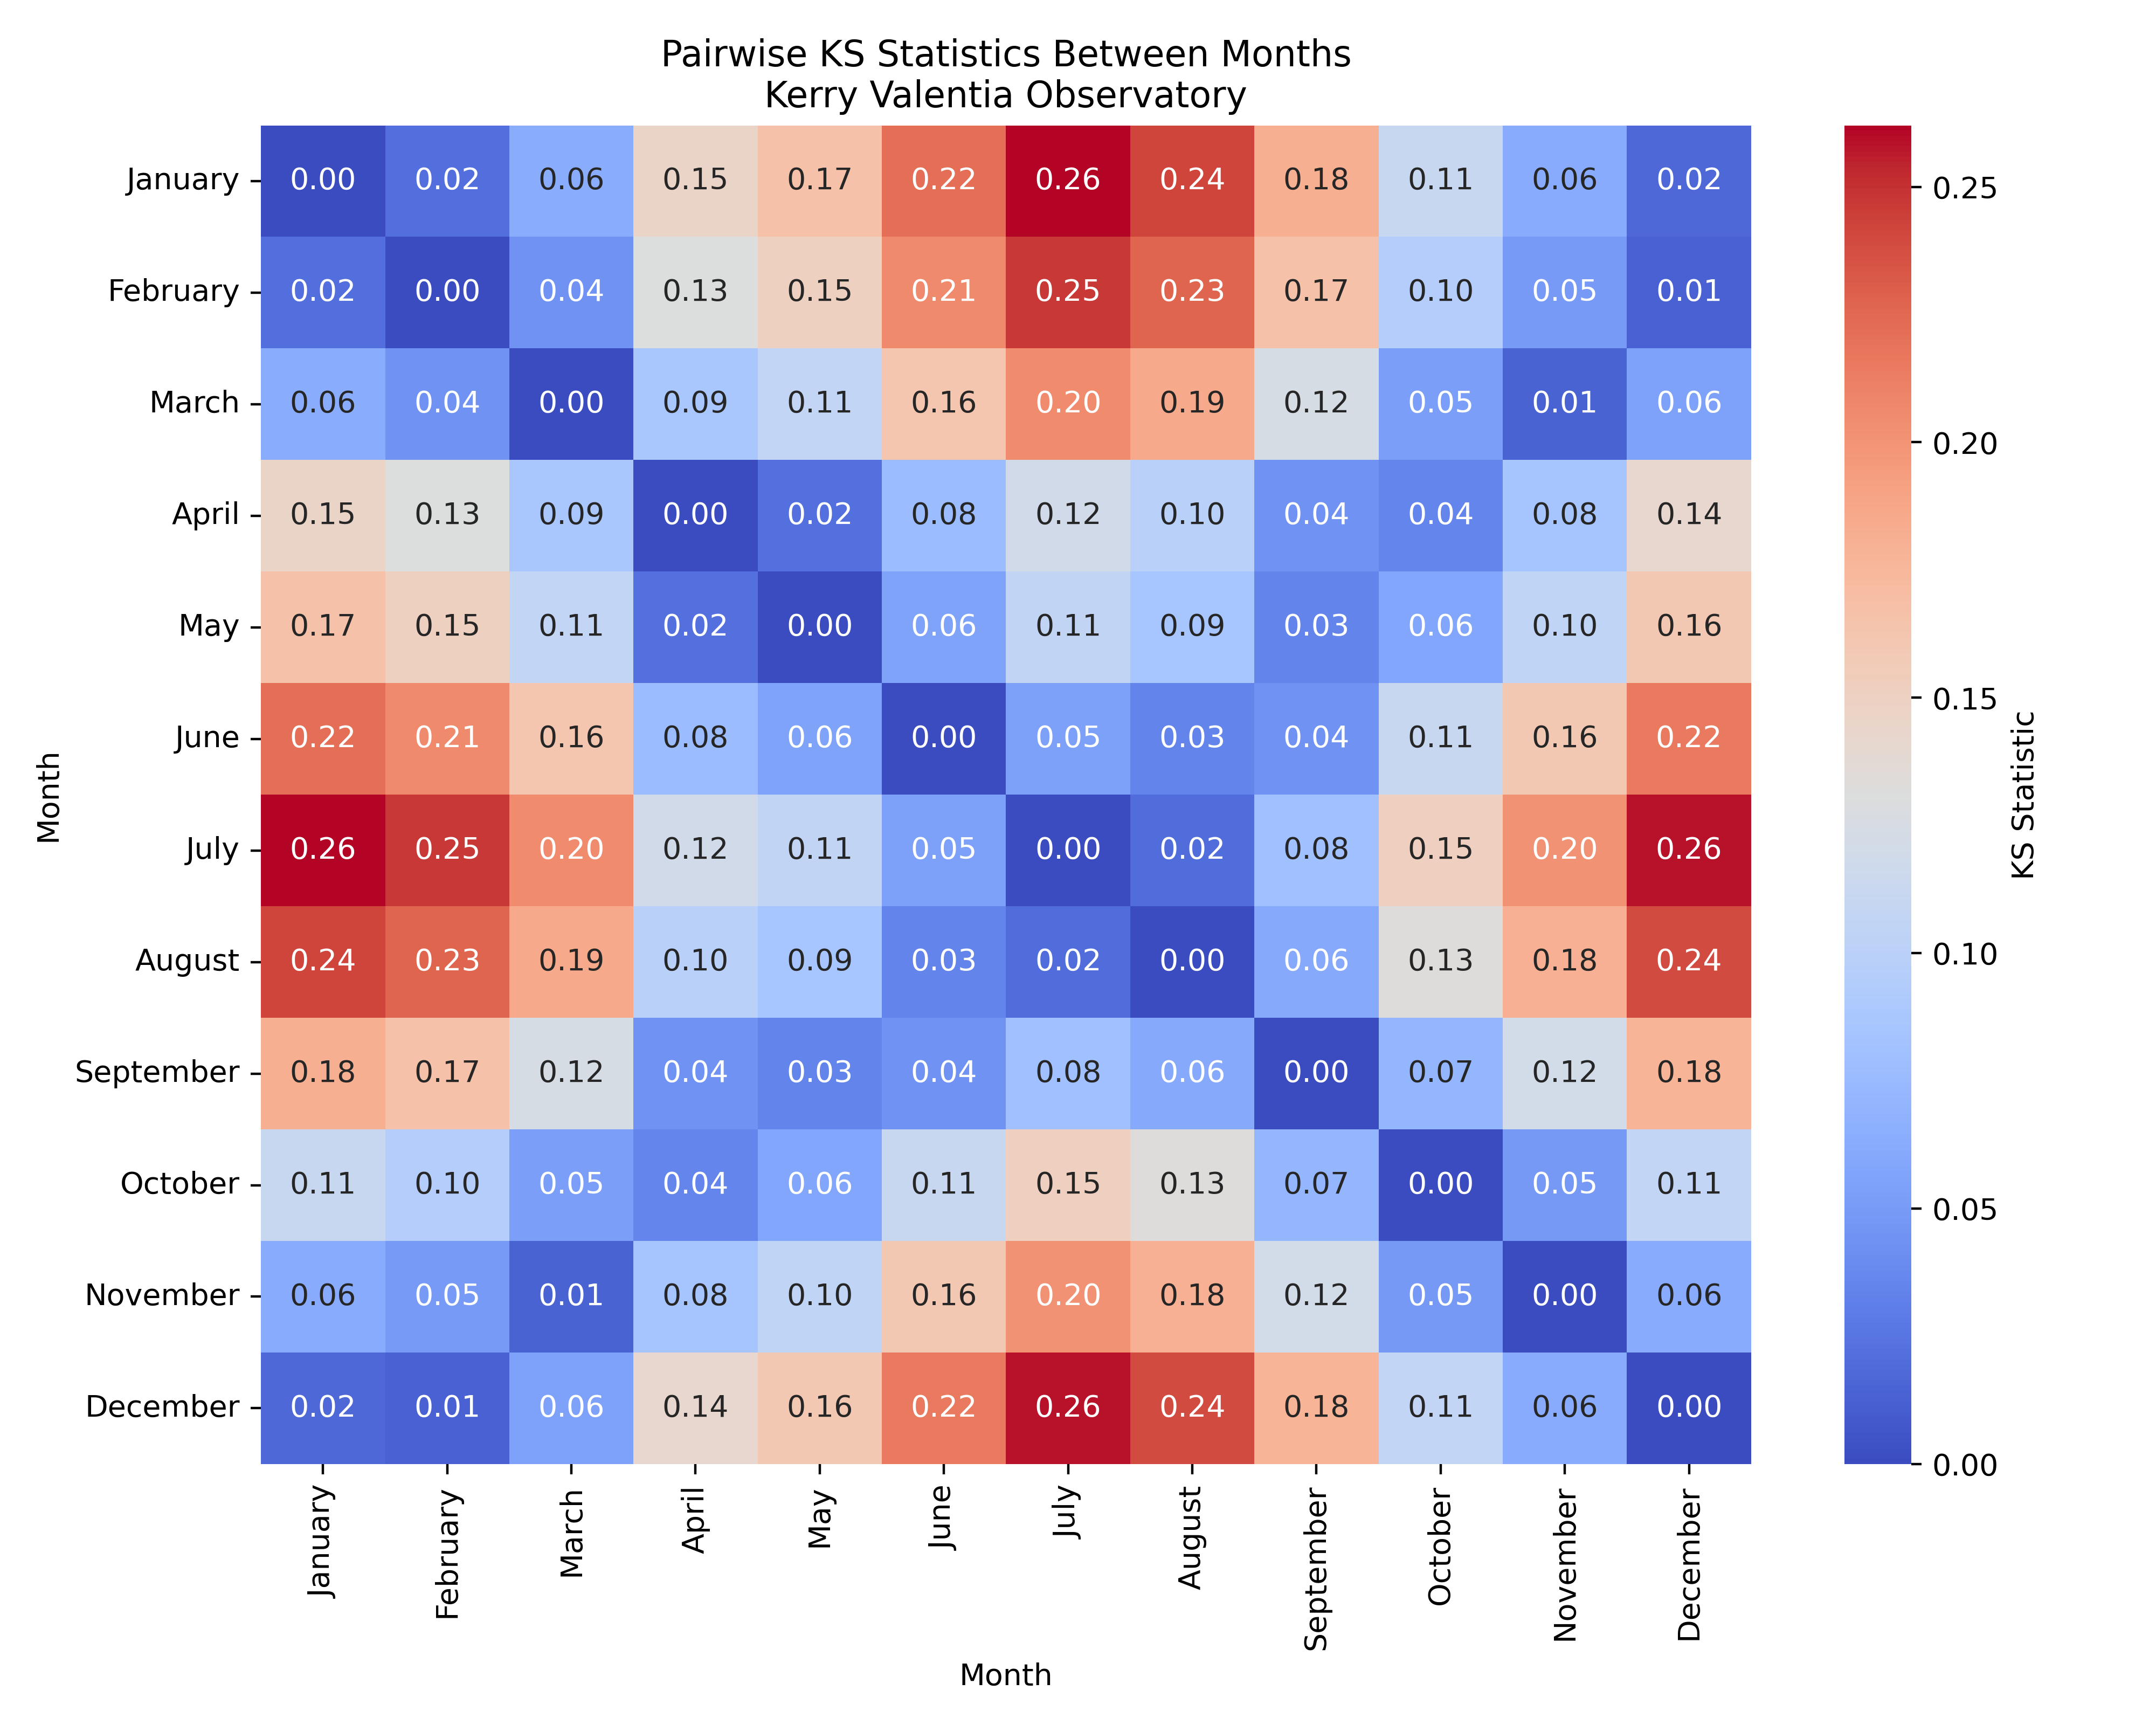 Pairwise KS Statistics Between Months
Kerry Valentia Observatory
January 0.00 0.02 0.06 0.15 0.17 0.22 0.26 0.24 0.18 0.11 0.06 0.02
February 0.02 0.00 0.04 0.13 0.15 0.21 0.25 0.23 0.17 0.10 0.05 0.01
March 0.06 0.04 0.00 0.09 0.11 0.16 0.20 0.19 0.12 0.05 0.01 0.06
April 0.15 0.13 0.09 0.00 0.02 0.08 0.12 0.10 0.04 0.04 0.08 0.14
May 0.17 0.15 0.11 0.02 0.00 0.06 0.11 0.09 0.03 0.06 0.10 0.16
June 0.22 0.21 0.16 0.08 0.06 0.00 0.05 0.03 0.04 0.11 0.16 0.22
July 0.26 0.25 0.20 0.12 0.11 0.05 0.00 0.02 0.08 0.15 0.20 0.26
August 0.24 0.23 0.19 0.10 0.09 0.03 0.02 0.00 0.06 0.13 0.18 0.24
September 0.18 0.17 0.12 0.04 0.03 0.04 0.08 0.06 0.00 0.07 0.12 0.18
October 0.11 0.10 0.05 0.04 0.06 0.11 0.15 0.13 0.07 0.00 0.05 0.11
November 0.06 0.05 0.01 0.08 0.10 0.16 0.20 0.18 0.12 0.05 0.00 0.06
December 0.02 0.01 0.06 0.14 0.16 0.22 0.26 0.24 0.18 0.11 0.06 0.00
January February March April May June July August September October November December
Month
Month
0.25
0.20
0.15
0.10
0.05
0.00
KS Statistic